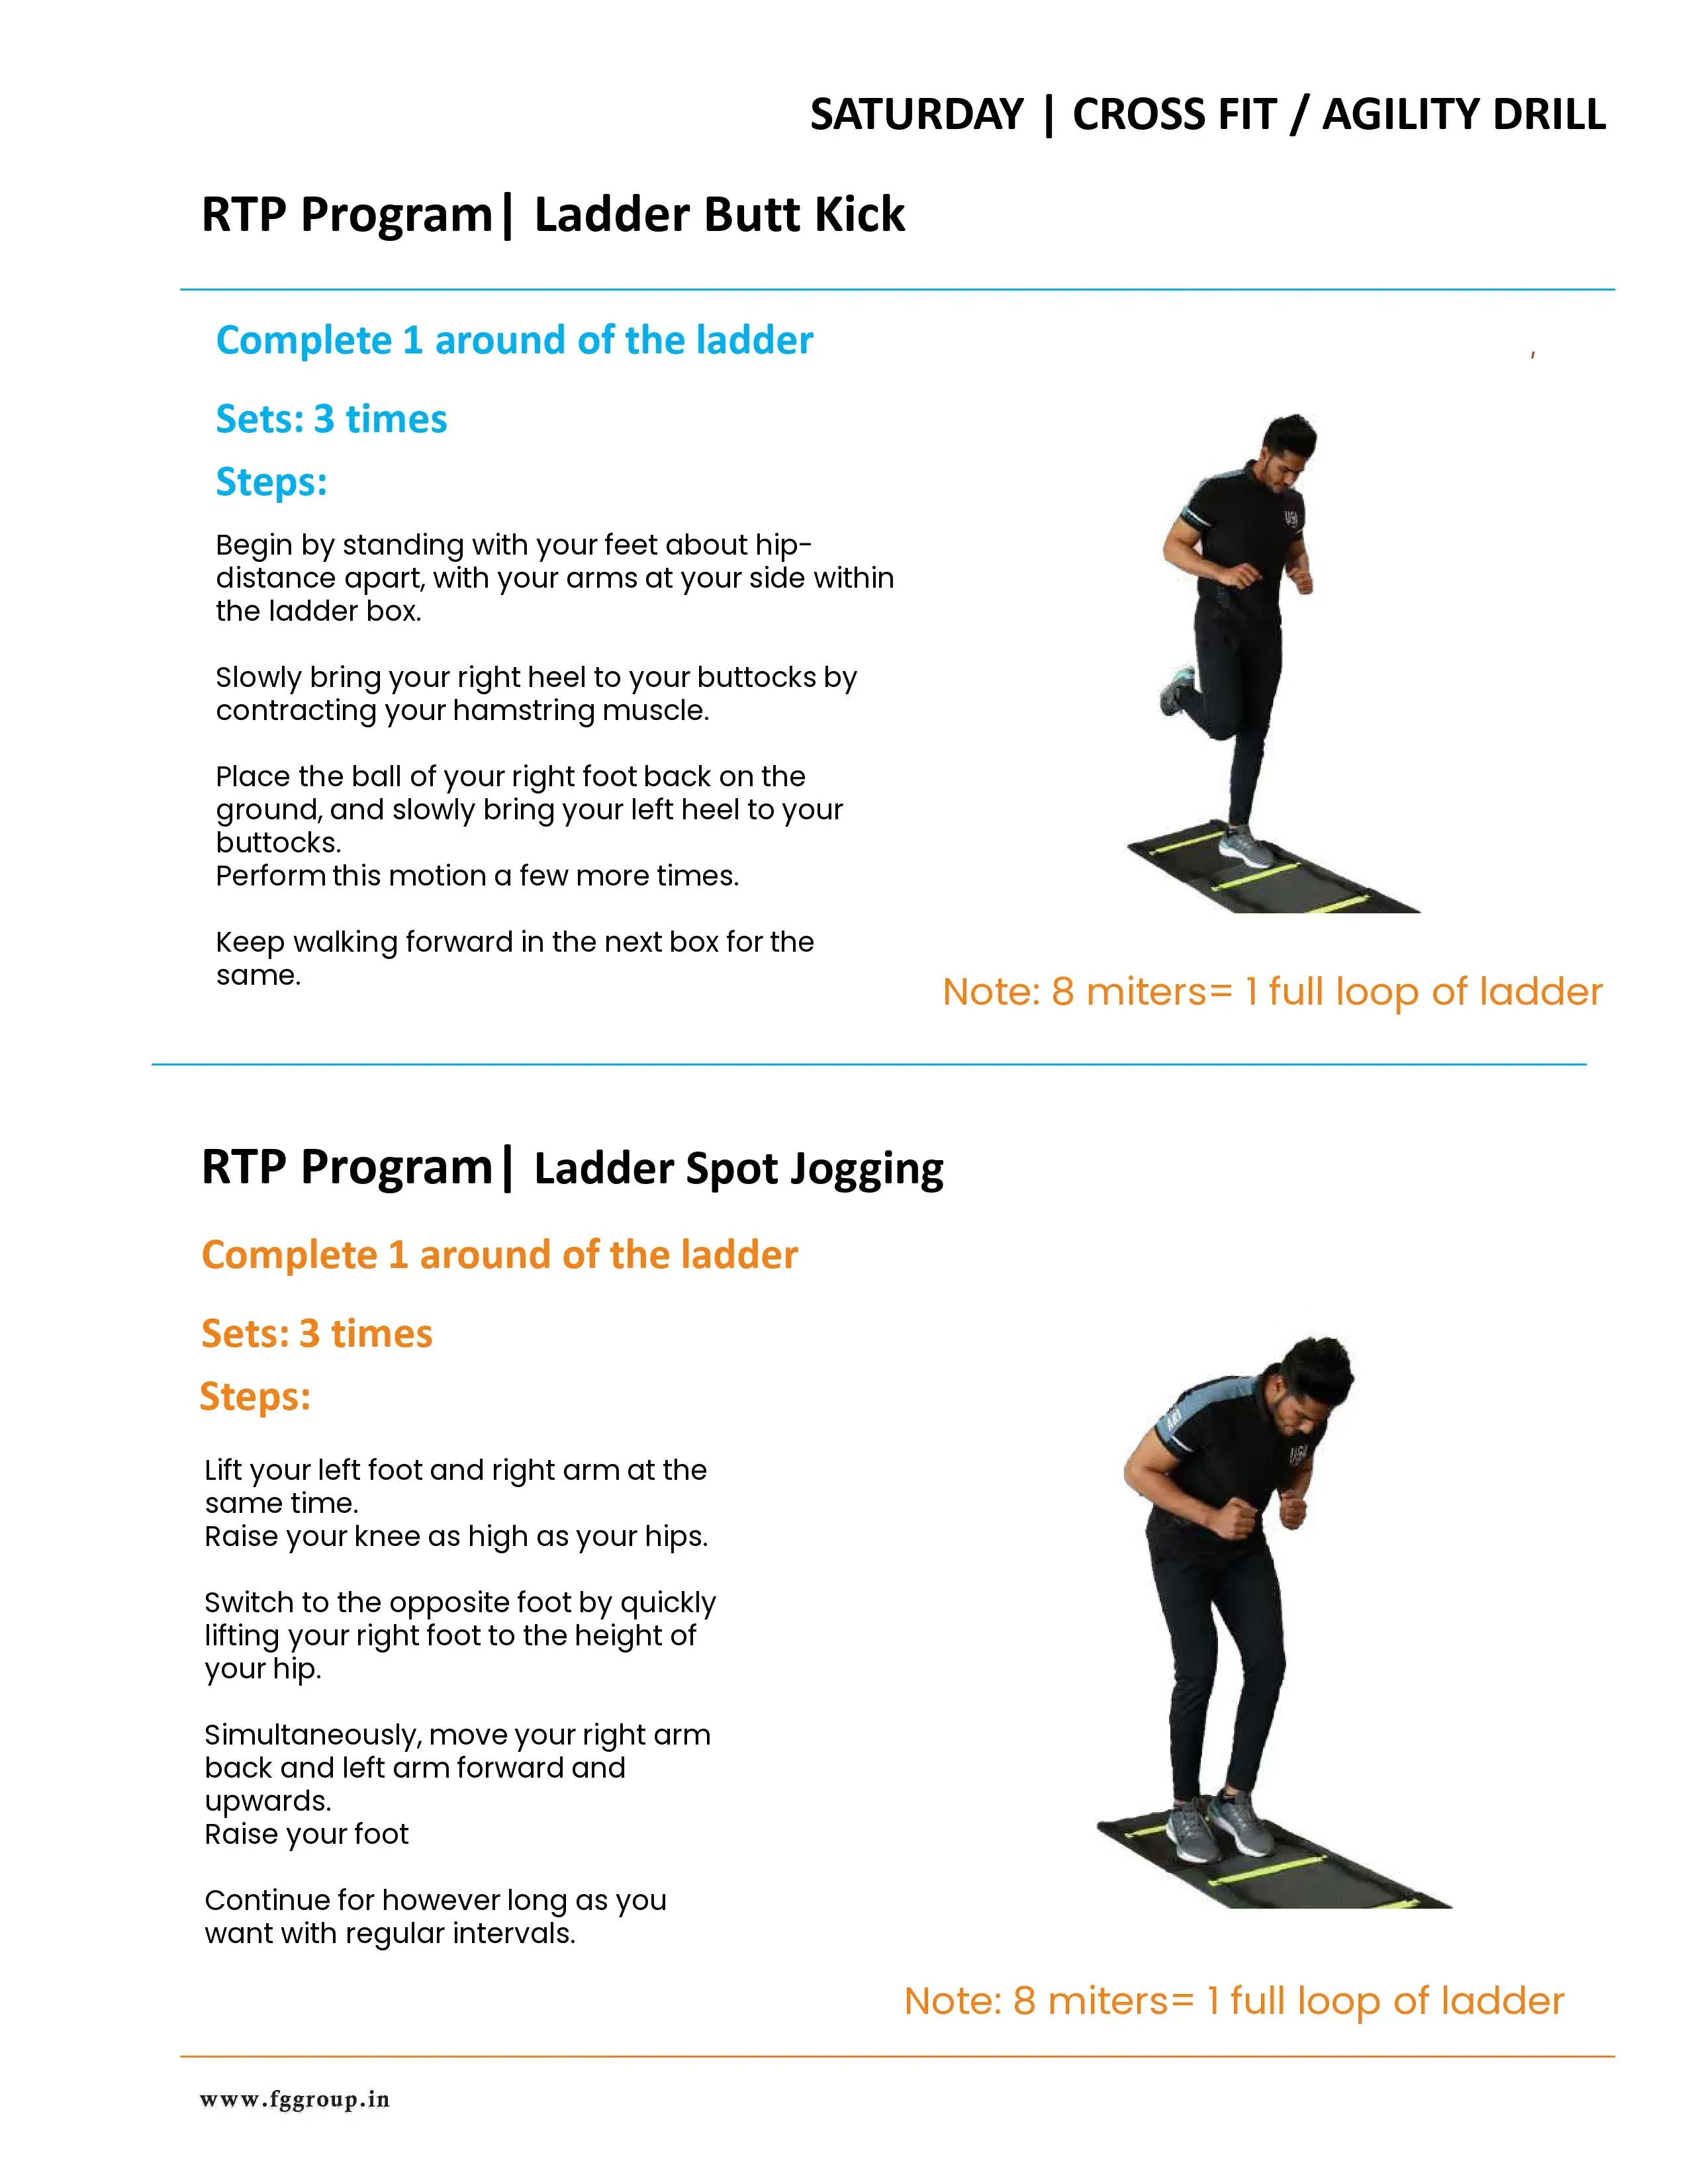 SATURDAY | CROSS FIT / AGILITY DRILL
RTP Program| Ladder Butt Kick
Complete 1 around of the ladder
Sets: 3 times
Steps:
Begin by standing with your feet about hip-
distance apart, with your arms at your side within
the ladder box.
Slowly bring your right heel to your buttocks by
contracting your hamstring muscle.
Place the ball of your right foot back on the
ground, and slowly bring your left heel to your
buttocks.
Perform this motion a few more times.
Keep walking forward in the next box for the
same.
Note: 8 miters= 1 full loop of ladder
RTP Program| Ladder Spot Jogging
Complete 1 around of the ladder
Sets: 3 times
Steps:
Lift your left foot and right arm at the
same time.
Raise your knee as high as your hips.
Switch to the opposite foot by quickly
lifting your right foot to the height of
your hip.
Simultaneously, move your right arm
back and left arm forward and
upwards.
Raise your foot
Continue for however long as you
want with regular intervals.
Note: 8 miters= 1 full loop of ladder
www.fggroup.in